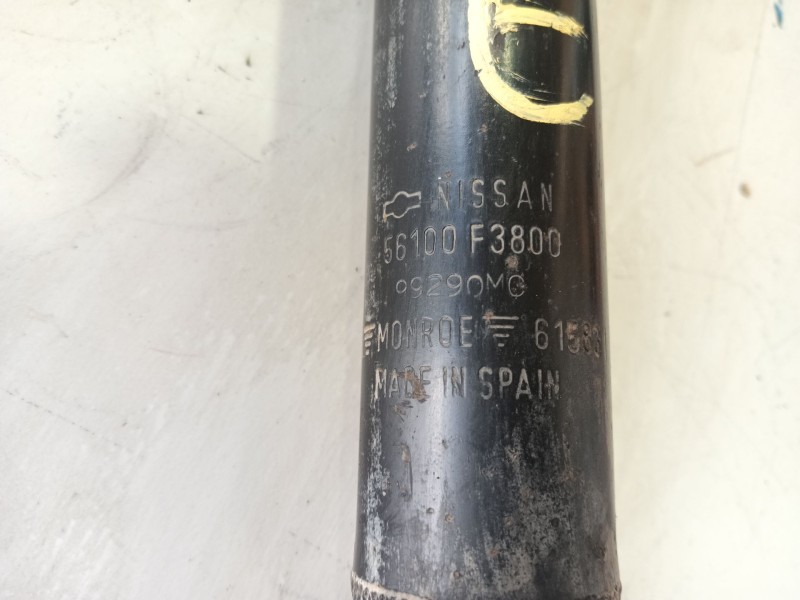 NISSAN
56100 F3800
09290MG
MONROE
MADE IN SPAIN